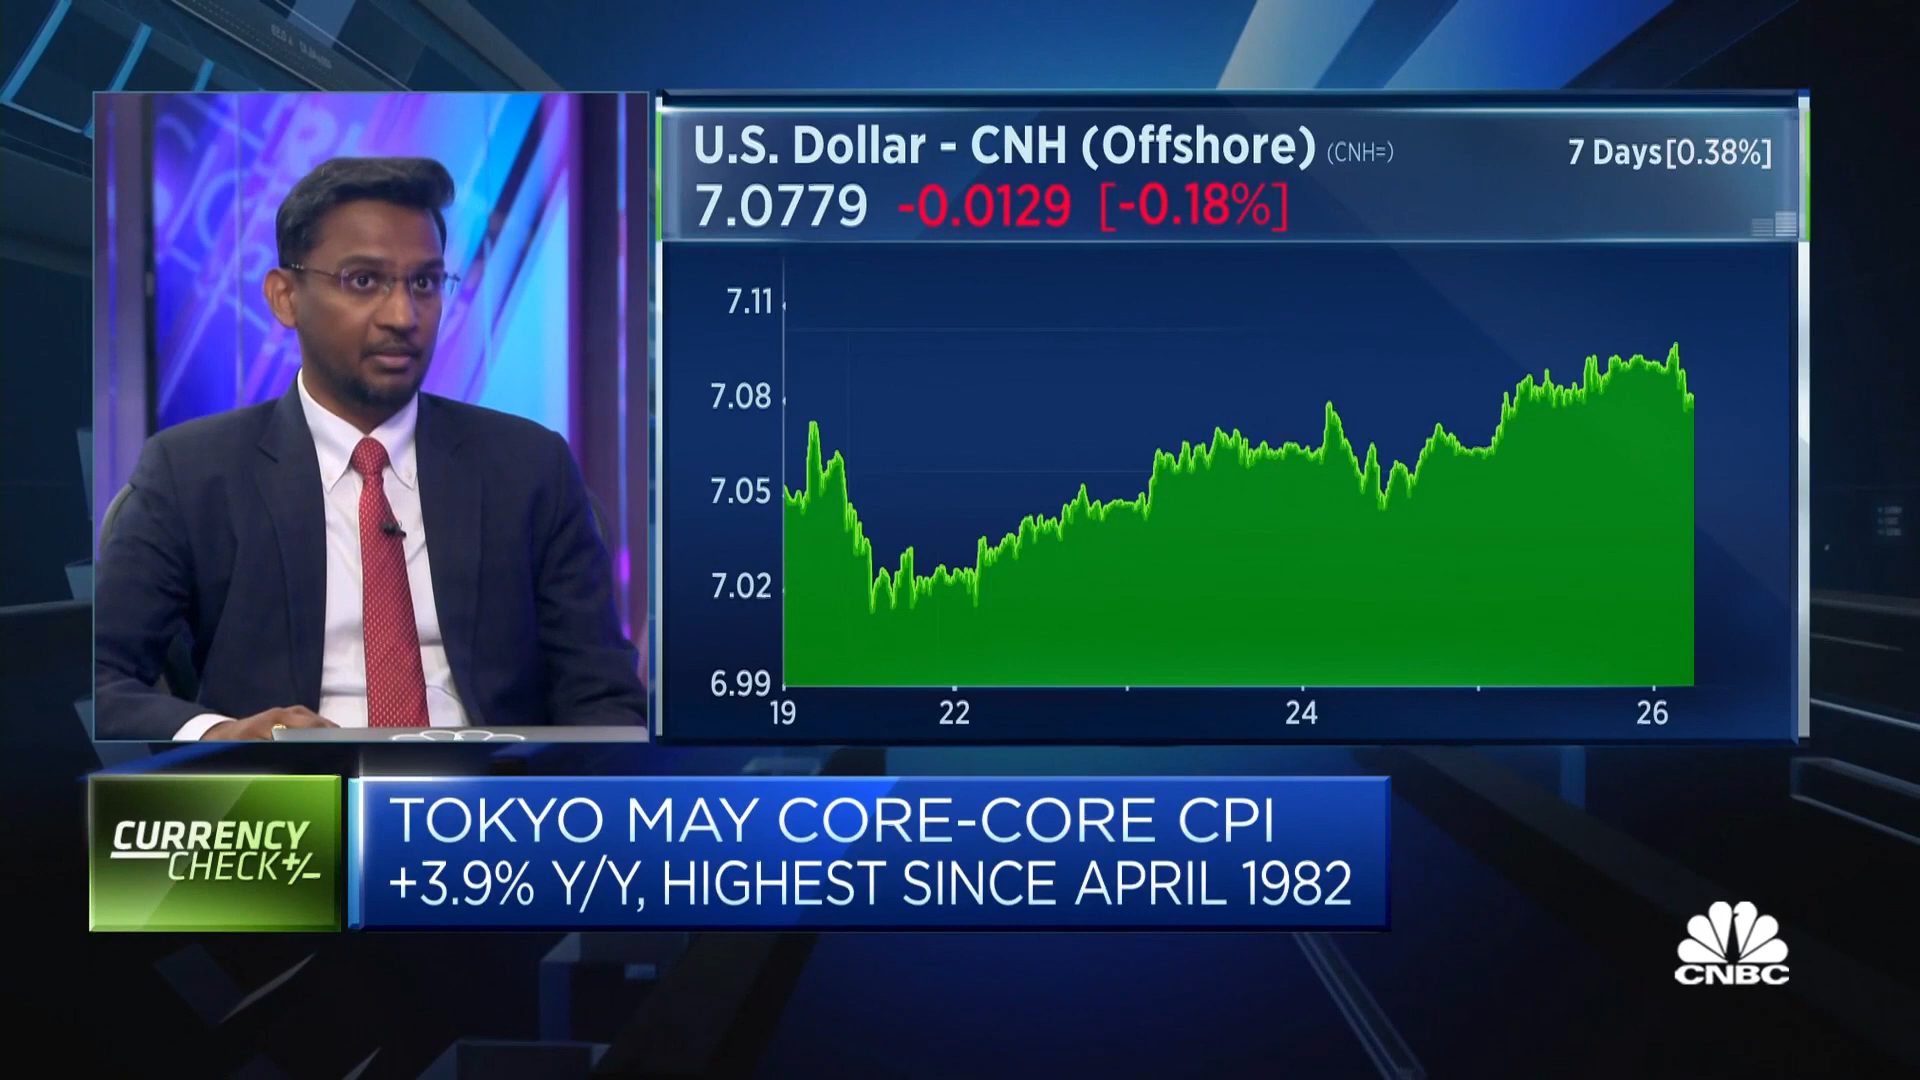 U.S. Dollar - CNH (Offshore) (CNH=) 7 Days [0.38%]
7.0779 -0.0129 [-0.18%]
7.11
7.08
7.05
7.02
6.99
19 22 24 26
CURRENCY
CHECK+/-
TOKYO MAY CORE-CORE CPI
+3.9% Y/Y, HIGHEST SINCE APRIL 1982
CNBC